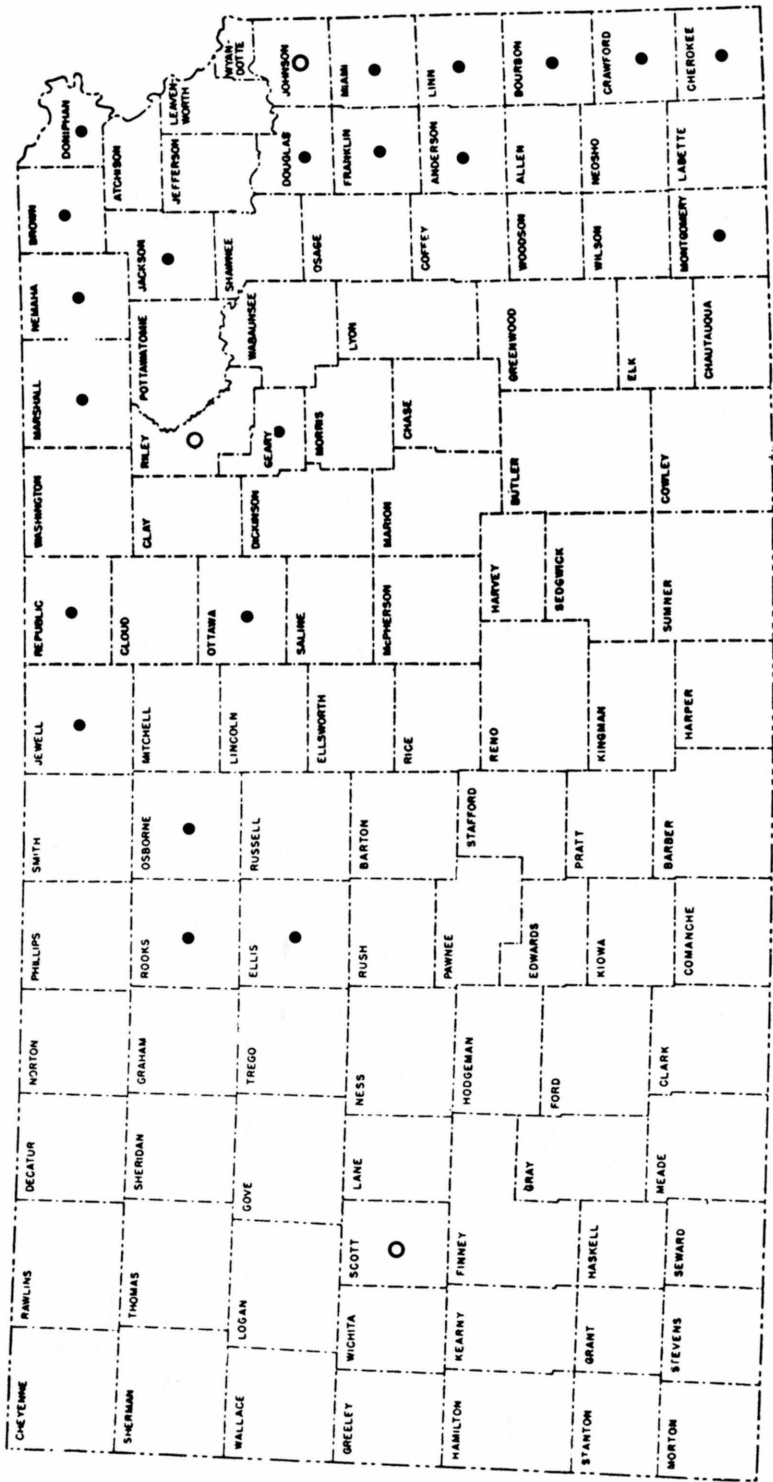 CHEYENNE
RAWLINS
DECATUR
NORTON
PHILLIPS
SMITH
JEWELL
REPUBLIC
WASHINGTON
MARSHALL
NEMAHA
BROWN
DONIPHAN
SHERMAN
THOMAS
SHERIDAN
GRAHAM
ROOKS
OSBORNE
MITCHELL
CLOUD
CLAY
RILEY
POTTAWATOMIE
JACKSON
ATCHISON
JEFFERSON
LEAVEN-
WORTH
WYAN-
DOTTE
WALLACE
LOGAN
GOVE
TREGO
ELLIS
RUSSELL
LINCOLN
OTTAWA
SALINE
DICKINSON
GEARY
MORRIS
WABAUNSEE
SHAWNEE
OSAGE
DOUGLAS
JOHNSON
GREELEY
WICHITA
SCOTT
LANE
NESS
RUSH
BARTON
ELLSWORTH
RICE
McPHERSON
MARION
CHASE
LYON
COFFEY
FRANKLIN
ANDERSON
MIAMI
LINN
HAMILTON
KEARNY
FINNEY
GRAY
HODGEMAN
FORD
PAWNEE
EDWARDS
STAFFORD
PRATT
RENO
HARVEY
SEDGWICK
BUTLER
GREENWOOD
ELK
WOODSON
WILSON
ALLEN
NEOSHO
BOURBON
CRAWFORD
STANTON
GRANT
HASKELL
KIOWA
KINGMAN
MORTON
STEVENS
SEWARD
MEADE
CLARK
COMANCHE
BARBER
HARPER
SUMNER
COWLEY
CHAUTAUQUA
MONTGOMERY
LABETTE
CHEROKEE